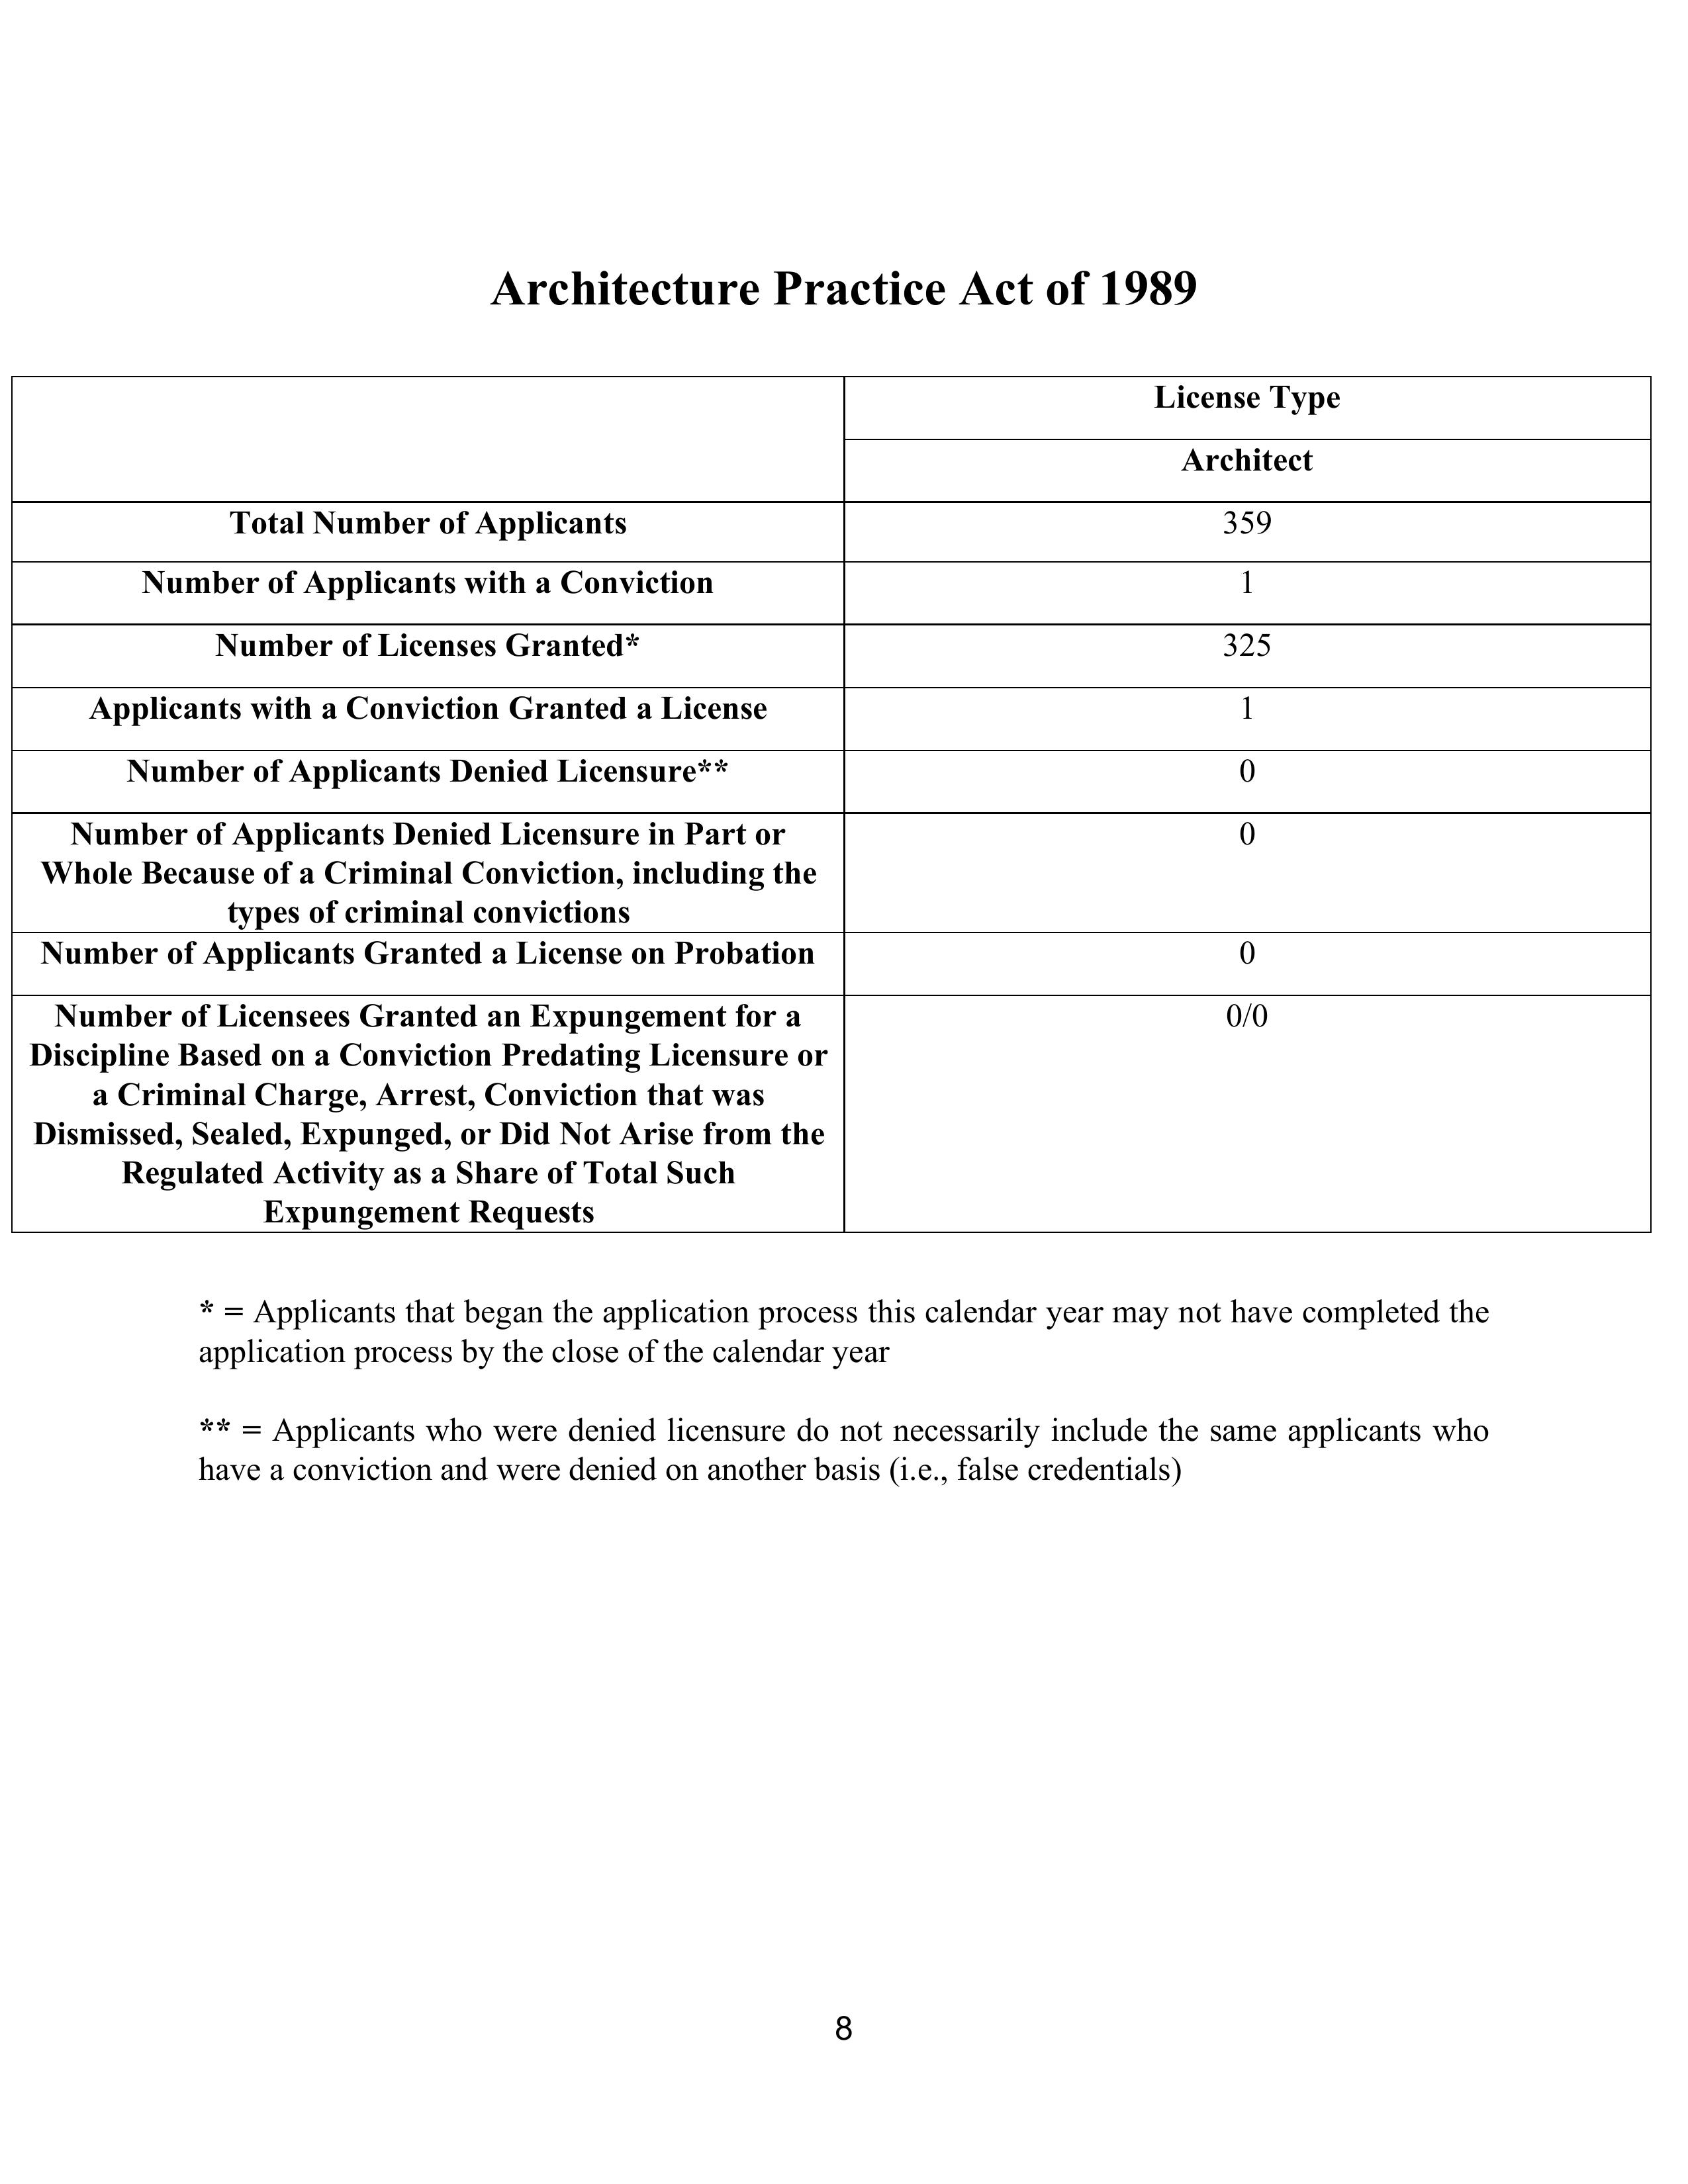 Architecture Practice Act of 1989
License Type
Architect
Total Number of Applicants
359
Number of Applicants with a Conviction
1
Number of Licenses Granted*
325
Applicants with a Conviction Granted a License
1
Number of Applicants Denied Licensure**
0
Number of Applicants Denied Licensure in Part or
Whole Because of a Criminal Conviction, including the
types of criminal convictions
0
Number of Applicants Granted a License on Probation
0
Number of Licensees Granted an Expungement for a
Discipline Based on a Conviction Predating Licensure or
a Criminal Charge, Arrest, Conviction that was
Dismissed, Sealed, Expunged, or Did Not Arise from the
Regulated Activity as a Share of Total Such
Expungement Requests
0/0
* = Applicants that began the application process this calendar year may not have completed the
application process by the close of the calendar year
** = Applicants who were denied licensure do not necessarily include the same applicants who
have a conviction and were denied on another basis (i.e., false credentials)
8